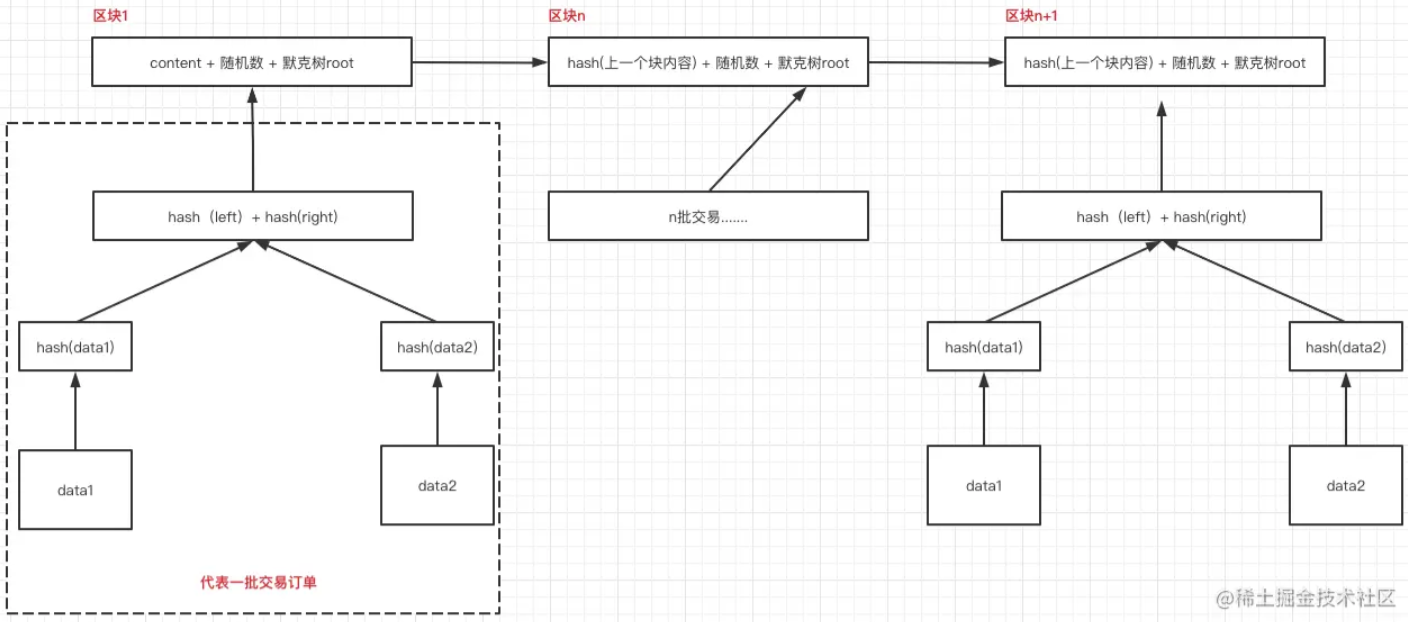 区块1
区块n
区块n+1
content + 随机数 + 默克树root
hash(上一个块内容) + 随机数 + 默克树root
hash(上一个块内容) + 随机数 + 默克树root
hash（left）+ hash(right)
n批交易.......
hash（left）+ hash(right)
hash(data1)
hash(data2)
hash(data1)
hash(data2)
data1
data2
data1
data2
代表一批交易订单
@稀土掘金技术社区